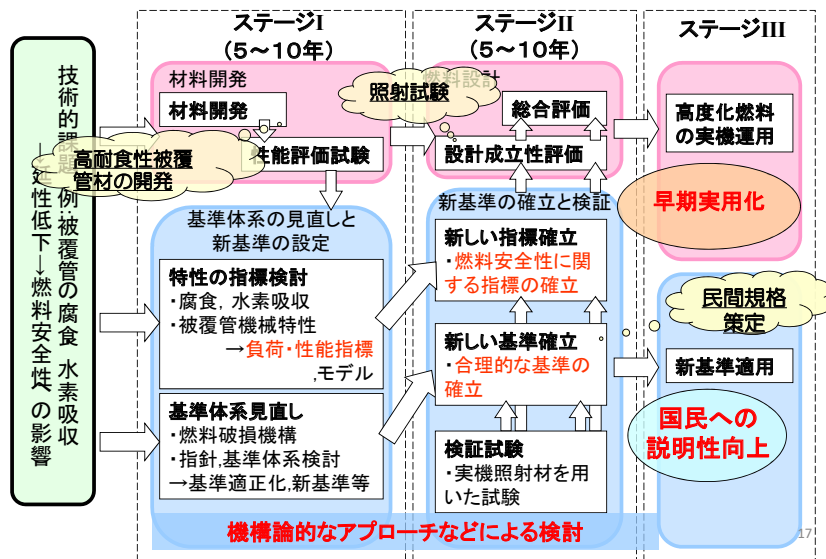 ステージI
(5～10年)
ステージII
(5～10年)
ステージIII
技術的課題 例:被覆管の腐食 水素吸収
→延性低下→燃料安全性への影響
材料開発
材料開発
性能評価試験
高耐食性被覆
管材の開発
照射試験
燃料設計
総合評価
設計成立性評価
高度化燃料
の実機運用
早期実用化
基準体系の見直しと
新基準の設定
特性の指標検討
・腐食, 水素吸収
・被覆管機械特性
→負荷・性能指標
,モデル
基準体系見直し
・燃料破損機構
・指針,基準体系検討
→基準適正化,新基準等
新基準の確立と検証
新しい指標確立
・燃料安全性に関
する指標の確立
新しい基準確立
・合理的な基準の
確立
検証試験
・実機照射材を用
いた試験
民間規格
策定
新基準適用
国民への
説明性向上
機構論的なアプローチなどによる検討
17